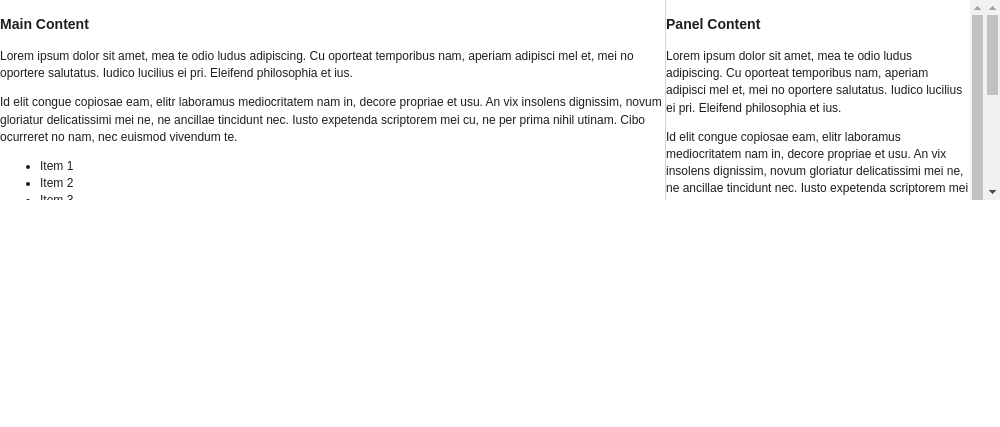 Main Content
Lorem ipsum dolor sit amet, mea te odio ludus adipiscing. Cu oporteat temporibus nam, aperiam adipisci mel et, mei no
oportere salutatus. Iudico lucilius ei pri. Eleifend philosophia et ius.
Id elit congue copiosae eam, elitr laboramus mediocritatem nam in, decore propriae et usu. An vix insolens dignissim, novum
gloriatur delicatissimi mei ne, ne ancillae tincidunt nec. Iusto expetenda scriptorem mei cu, ne per prima nihil utinam. Cibo
ocurreret no nam, nec euismod vivendum te.
• Item 1
• Item 2
• Item 3
Panel Content
Lorem ipsum dolor sit amet, mea te odio ludus
adipiscing. Cu oporteat temporibus nam, aperiam
adipisci mel et, mei no oportere salutatus. Iudico lucilius
ei pri. Eleifend philosophia et ius.
Id elit congue copiosae eam, elitr laboramus
mediocritatem nam in, decore propriae et usu. An vix
insolens dignissim, novum gloriatur delicatissimi mei ne,
ne ancillae tincidunt nec. Iusto expetenda scriptorem mei